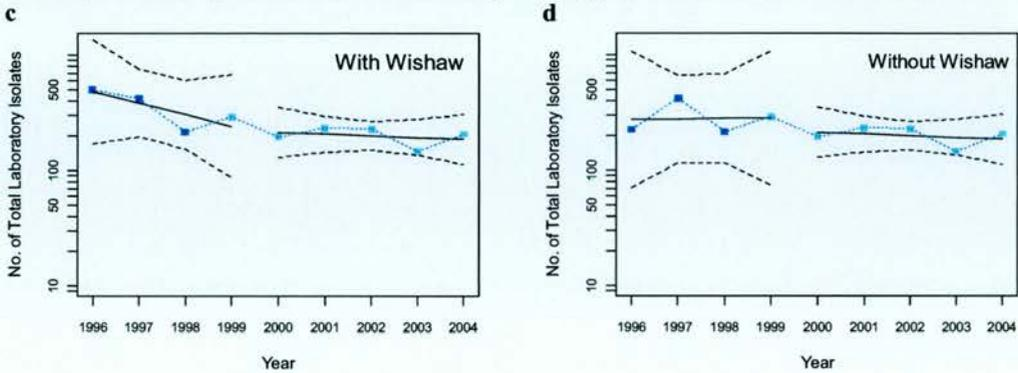 c
With Wishaw
No. of Total Laboratory Isolates
500
100
50
10
1996 1997 1998 1999 2000 2001 2002 2003 2004
Year
d
Without Wishaw
No. of Total Laboratory Isolates
500
100
50
10
1996 1997 1998 1999 2000 2001 2002 2003 2004
Year